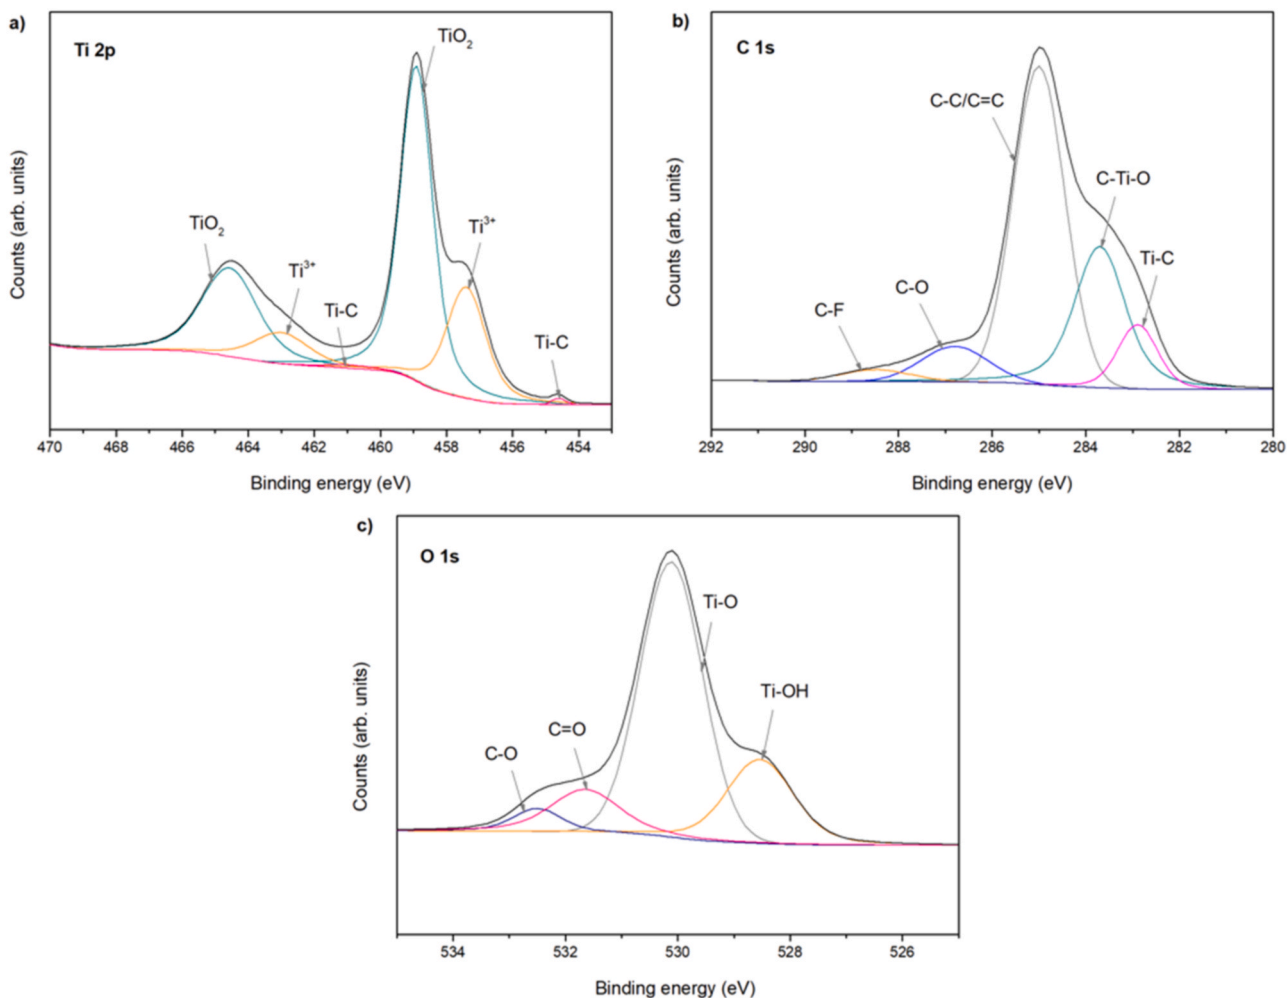 a)
Ti 2p
TiO₂
TiO₂
Ti³⁺
Ti³⁺
Ti-C
Ti-C
Counts (arb. units)
470 468 466 464 462 460 458 456 454
Binding energy (eV)
b)
C 1s
C-C/C=C
C-Ti-O
Ti-C
C-O
C-F
Counts (arb. units)
292 290 288 286 284 282 280
Binding energy (eV)
c)
O 1s
Ti-O
Ti-OH
C=O
C-O
Counts (arb. units)
534 532 530 528 526
Binding energy (eV)